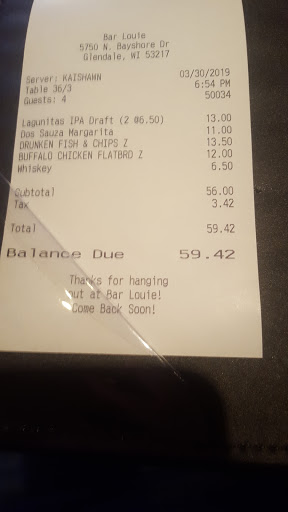 Bar Louie
5750 N. Bayshore Dr
Glendale, WI 53217
Server: KAISHAWN 03/30/2019
Table 36/3 6:54 PM
Guests: 4 50034
Lagunitas IPA Draft (2 @6.50) 13.00
Dos Sauza Margarita 11.00
DRUNKEN FISH & CHIPS Z 13.50
BUFFALO CHICKEN FLATBRD Z 12.00
Whiskey 6.50
Subtotal 56.00
Tax 3.42
Total 59.42
Balance Due 59.42
Thanks for hanging
out at Bar Louie!
Come Back Soon!